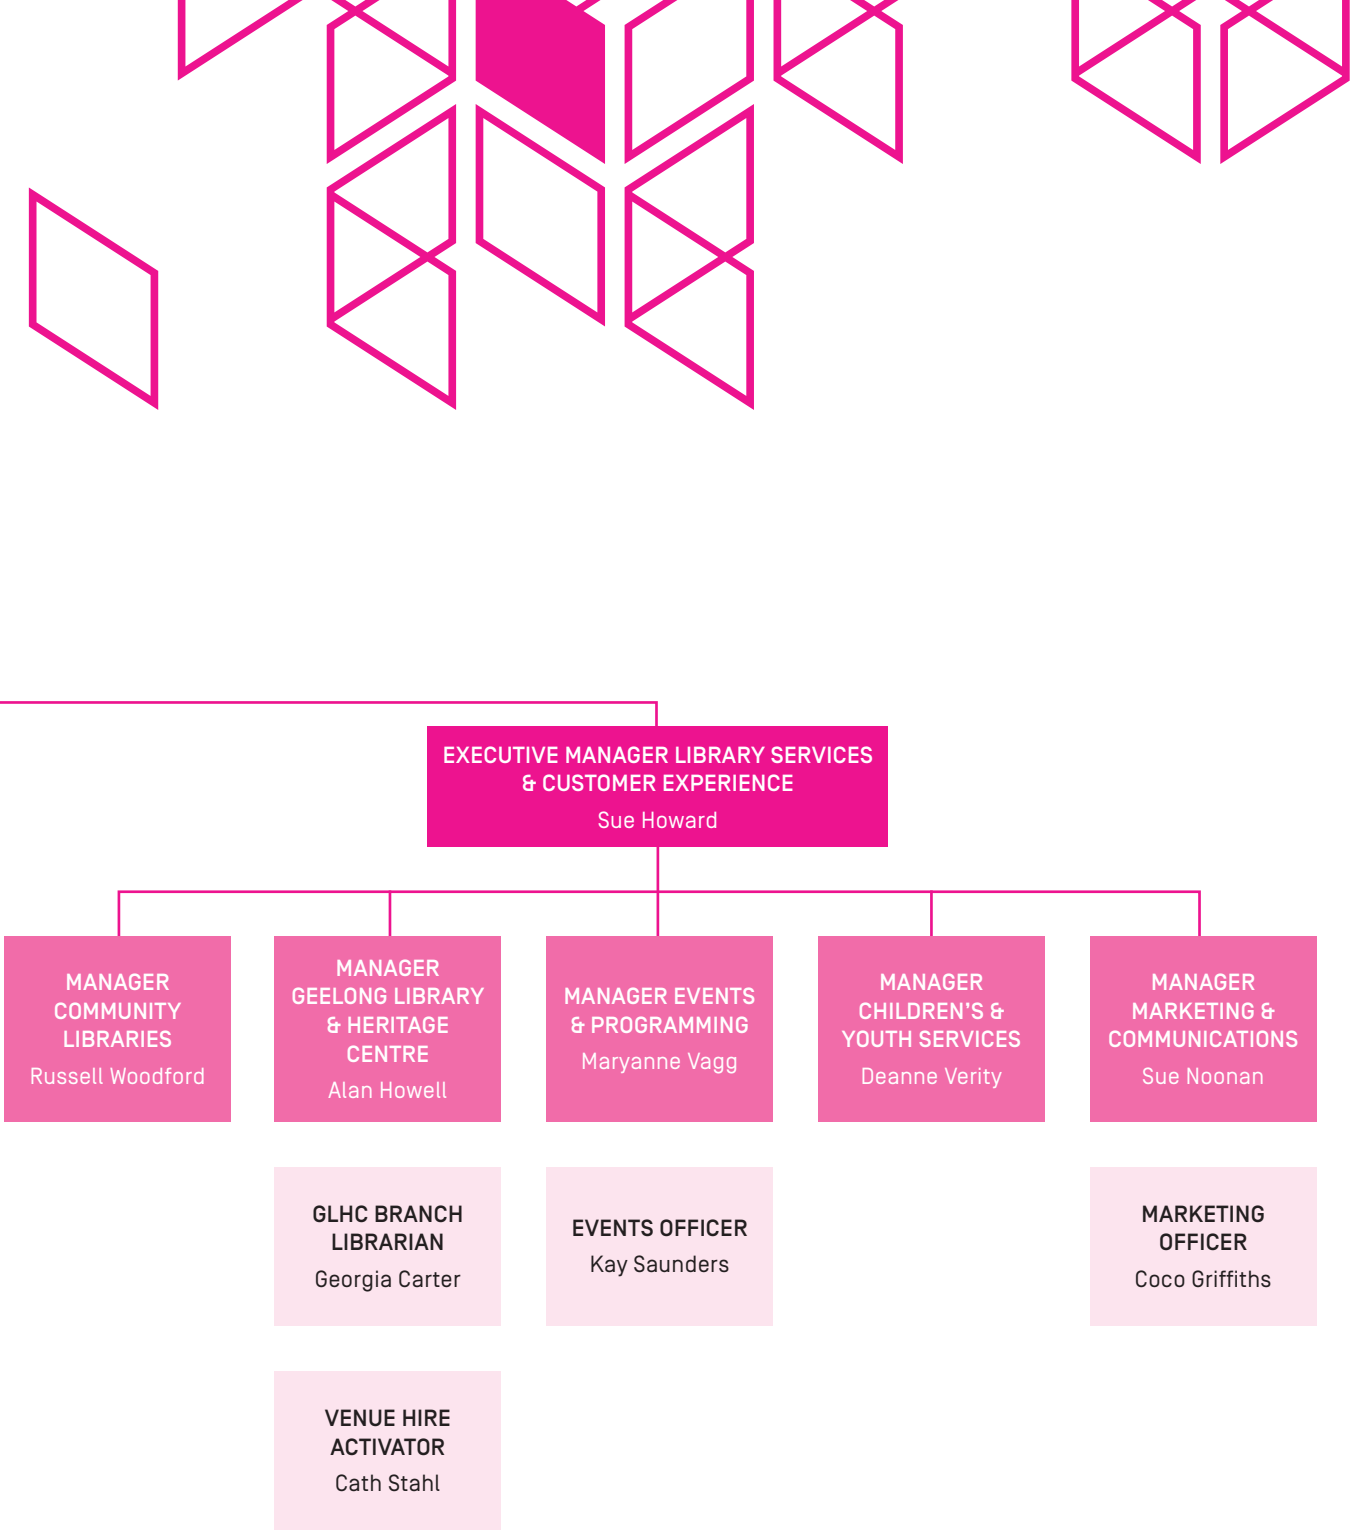 EXECUTIVE MANAGER LIBRARY SERVICES
& CUSTOMER EXPERIENCE
Sue Howard
MANAGER
COMMUNITY
LIBRARIES
Russell Woodford
MANAGER
GEELONG LIBRARY
& HERITAGE
CENTRE
Alan Howell
MANAGER EVENTS
& PROGRAMMING
Maryanne Vagg
MANAGER
CHILDREN’S &
YOUTH SERVICES
Deanne Verity
MANAGER
MARKETING &
COMMUNICATIONS
Sue Noonan
GLHC BRANCH
LIBRARIAN
Georgia Carter
EVENTS OFFICER
Kay Saunders
MARKETING
OFFICER
Coco Griffiths
VENUE HIRE
ACTIVATOR
Cath Stahl